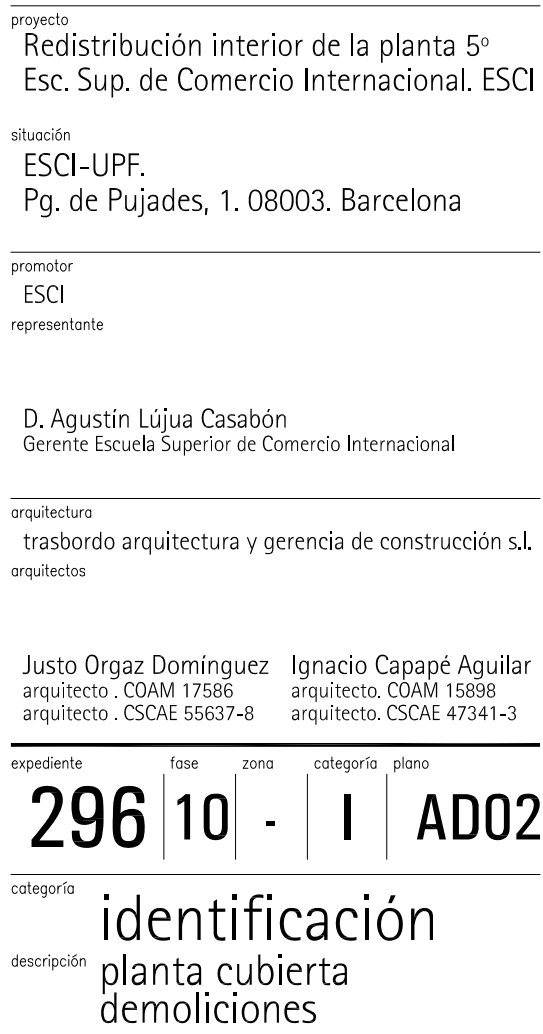 proyecto
Redistribución interior de la planta 5º
Esc. Sup. de Comercio Internacional. ESCI
situación
ESCI-UPF.
Pg. de Pujades, 1. 08003. Barcelona
promotor
ESCI
representante
D. Agustín Lújua Casabón
Gerente Escuela Superior de Comercio Internacional
arquitectura
trasbordo arquitectura y gerencia de construcción s.l.
arquitectos
Justo Orgaz Domínguez Ignacio Capapé Aguilar
arquitecto . COAM 17586 arquitecto. COAM 15898
arquitecto . CSCAE 55637-8 arquitecto. CSCAE 47341-3
expediente fase zona categoría plano
296 10 - I AD02
categoría
identificación
descripción planta cubierta
demoliciones